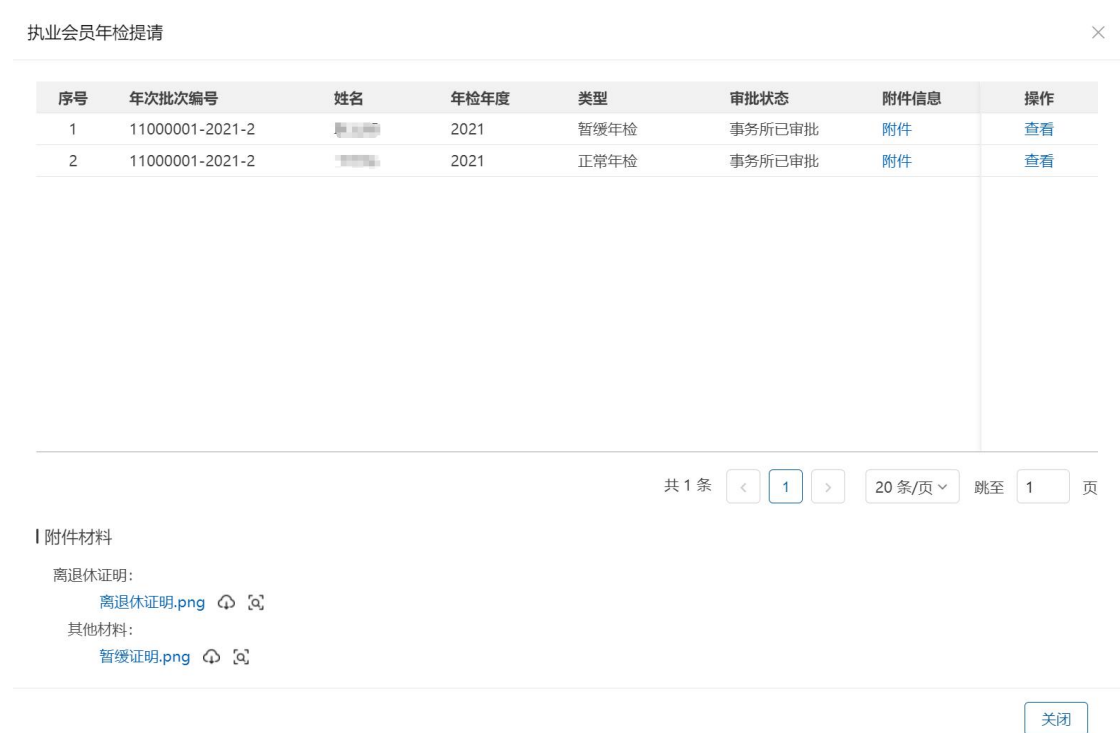 执业会员年检提请
序号 年次批次编号 姓名 年检年度 类型 审批状态 附件信息 操作
1 11000001-2021-2 2021 暂缓年检 事务所已审批 附件 查看
2 11000001-2021-2 2021 正常年检 事务所已审批 附件 查看
共 1 条 < 1 > 20 条/页 跳至 1 页
附件材料
离退休证明:
离退休证明.png
其他材料:
暂缓证明.png
关闭